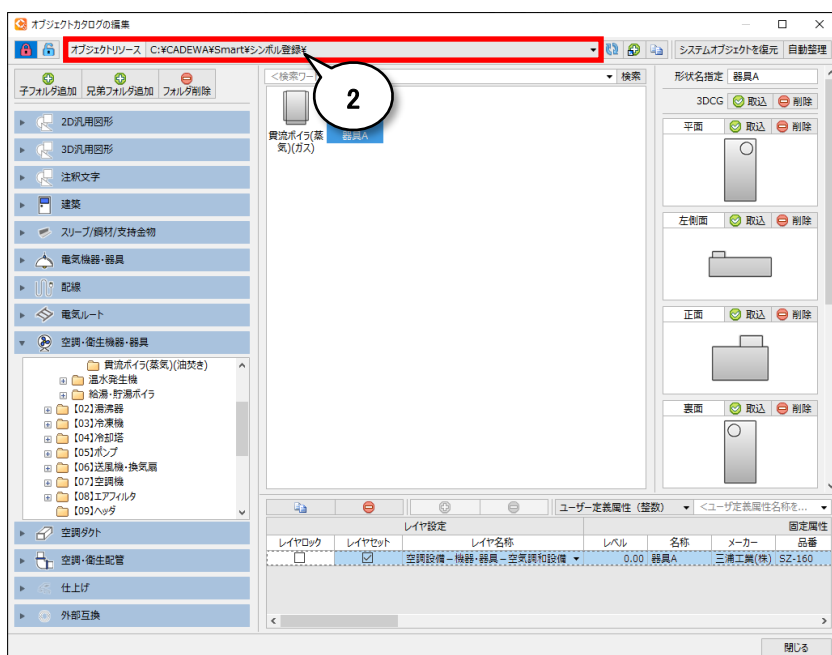 オブジェクトカタログの編集
オブジェクトリソース C:¥CADEWA¥Smart¥シンボル登録¥
システムオブジェクトを復元 自動整理
子フォルダ追加 兄弟フォルダ追加 フォルダ削除
<検索ワード
検索
2
形状名指定 器具A
3DCG 取込 削除
2D汎用図形
3D汎用図形
注釈文字
建築
スリーブ/鋼材/支持金物
電気機器・器具
配線
電気ルート
空調・衛生機器・器具
貫流ボイラ(蒸気)(油焚き)
温水発生機
給湯・貯湯ボイラ
【02】湯沸器
【03】冷凍機
【04】冷却塔
【05】ポンプ
【06】送風機・換気扇
【07】空調機
【08】エアフィルタ
【09】ヘッダ
空調ダクト
空調・衛生配管
仕上げ
外部互換
貫流ボイラ(蒸
気)(ガス)
器具A
平面 取込 削除
左側面 取込 削除
正面 取込 削除
裏面 取込 削除
ユーザー定義属性（整数） <ユーザ定義属性名称を...
レイヤ設定 固定属性
レイヤロック レイヤセット レイヤ名称 レベル 名称 メーカー 品番
空調設備－機器・器具－空気調和設備 0.00 器具A 三浦工業(株) SZ-160
閉じる